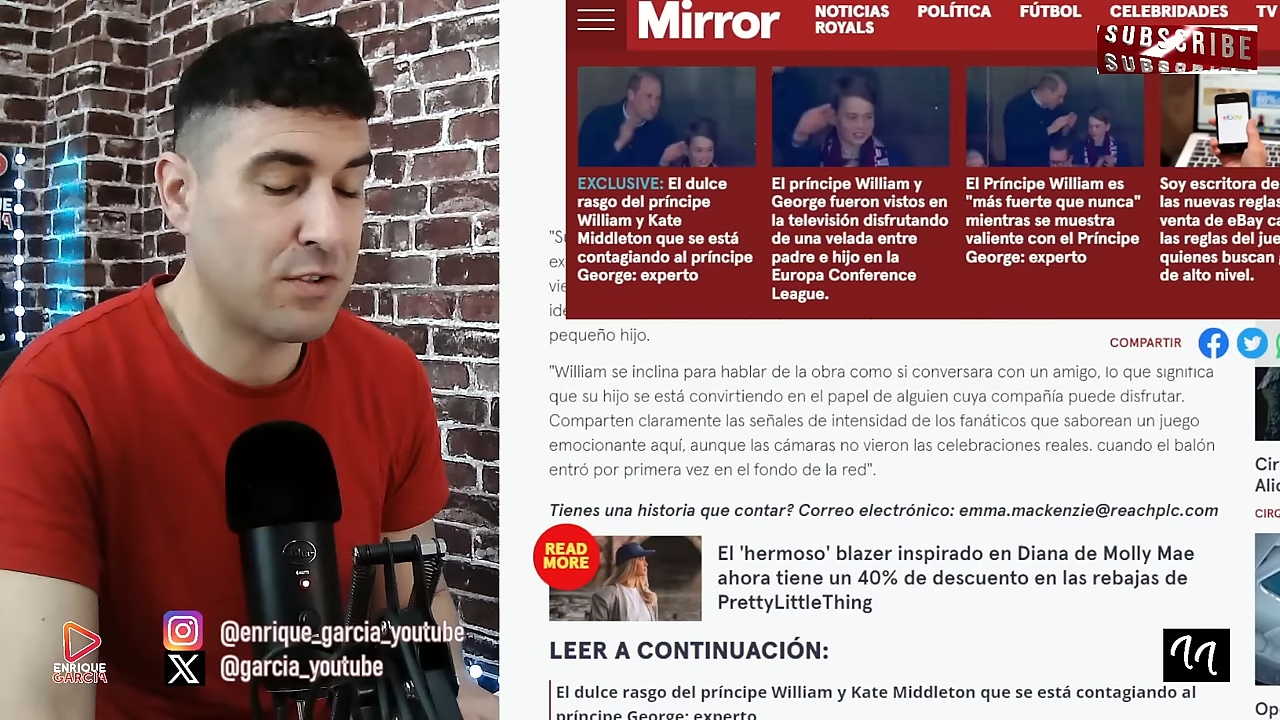 Mirror
NOTICIAS
ROYALS
POLÍTICA
FÚTBOL
CELEBRIDADES
TV
SUBSCRIBE
SUBSCRIBE
EXCLUSIVE: El dulce
rasgo del príncipe
William y Kate
Middleton que se está
contagiando al príncipe
George: experto
El príncipe William y
George fueron vistos en
la televisión disfrutando
de una velada entre
padre e hijo en la
Europa Conference
League.
El Príncipe William es
"más fuerte que nunca"
mientras se muestra
valiente con el Príncipe
George: experto
ebay
Soy escritora de
las nuevas reglas
venta de eBay
las reglas del
quienes buscan
de alto nivel.
pequeño hijo.
COMPARTIR
"William se inclina para hablar de la obra como si conversara con un amigo, lo que significa
que su hijo se está convirtiendo en el papel de alguien cuya compañía puede disfrutar.
Comparten claramente las señales de intensidad de los fanáticos que saborean un juego
emocionante aquí, aunque las cámaras no vieron las celebraciones reales. cuando el balón
entró por primera vez en el fondo de la red".
Tienes una historia que contar? Correo electrónico: emma.mackenzie@reachplc.com
READ
MORE
El 'hermoso' blazer inspirado en Diana de Molly Mae
ahora tiene un 40% de descuento en las rebajas de
PrettyLittleThing
LEER A CONTINUACIÓN:
El dulce rasgo del príncipe William y Kate Middleton que se está contagiando al
príncipe George: experto
@enrique_garcia_youtube
@garcia_youtube
ENRIQUE
GARCIA